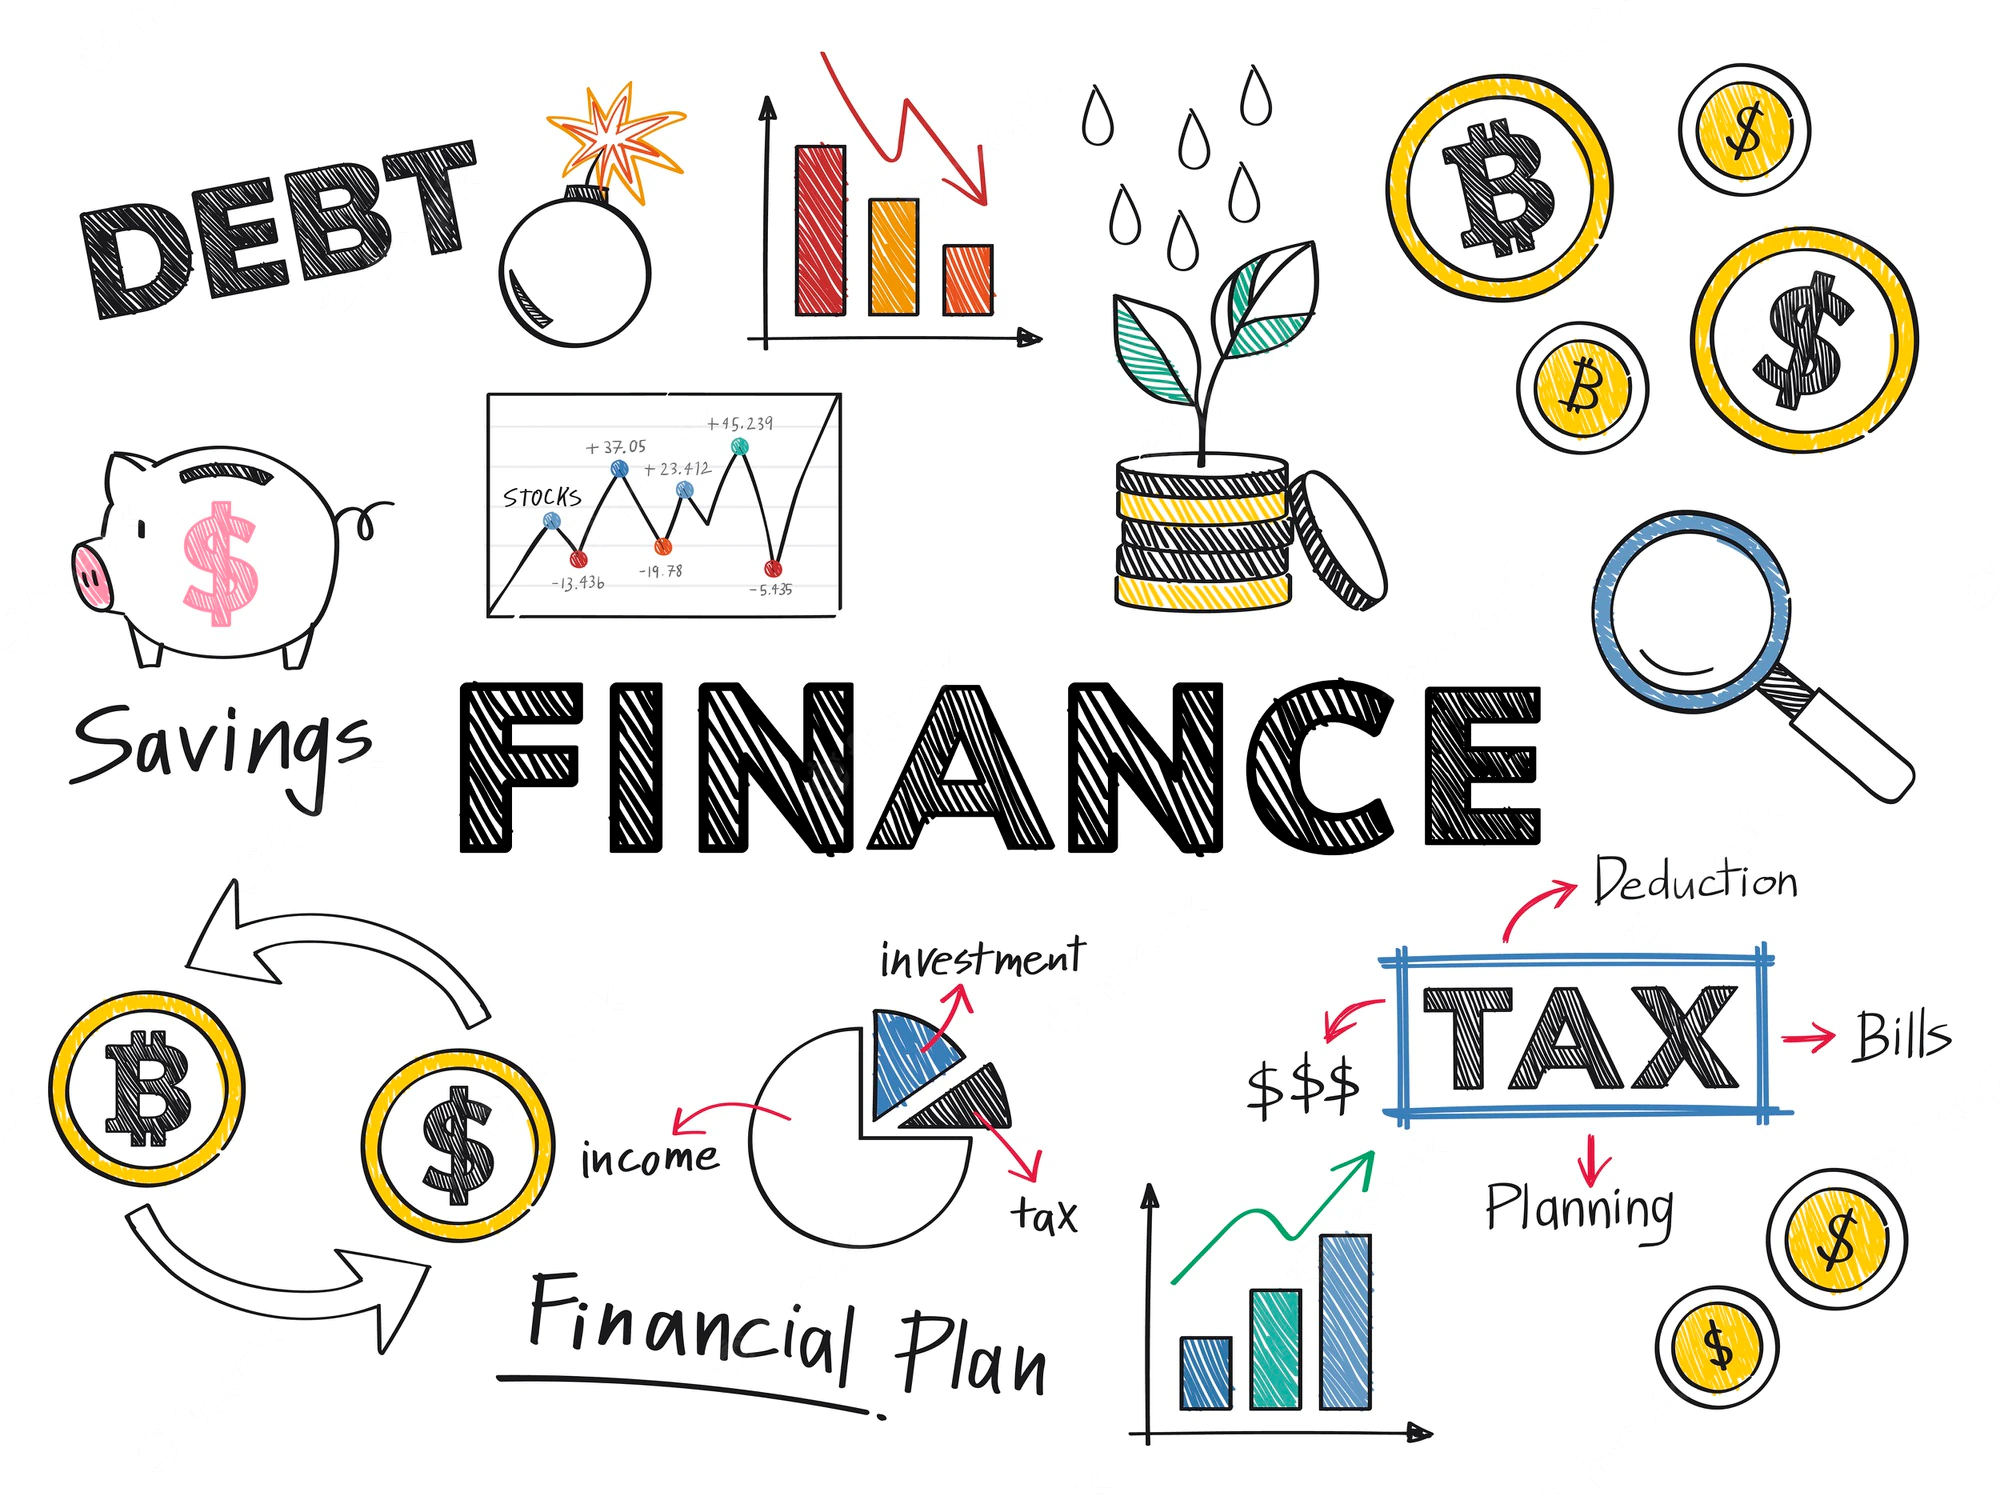 DEBT
$
$
STOCKS
+37.05
+23.412
+45.239
-13.436
-19.78
-5.435
$
Savings
FINANCE
Deduction
TAX
$$$
Bills
Planning
investment
income
tax
$
Financial Plan
$
$